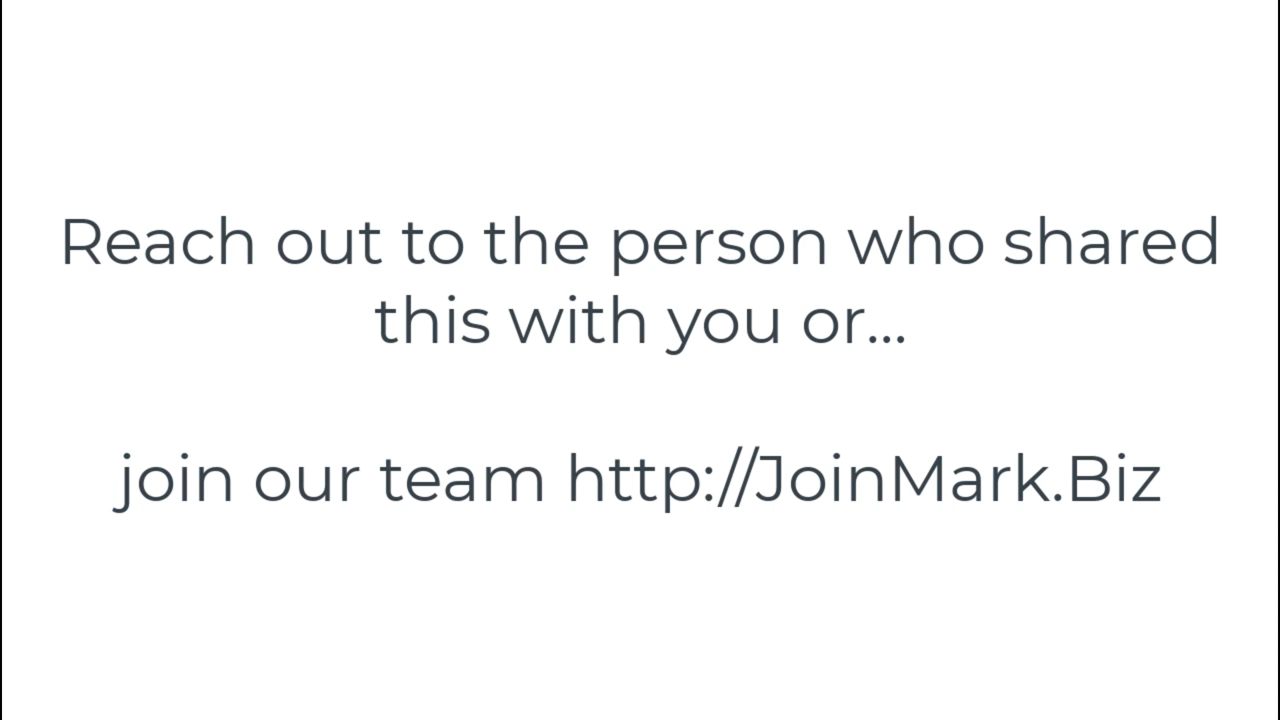 Reach out to the person who shared
this with you or...
join our team http://JoinMark.Biz